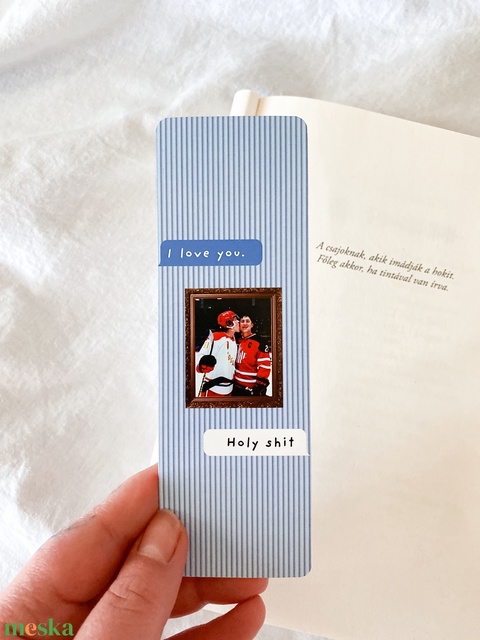 I love you.
A csajoknak, akik imádják a hokit.
Főleg akkor, ha tintával van írva.
Holy shit
meska